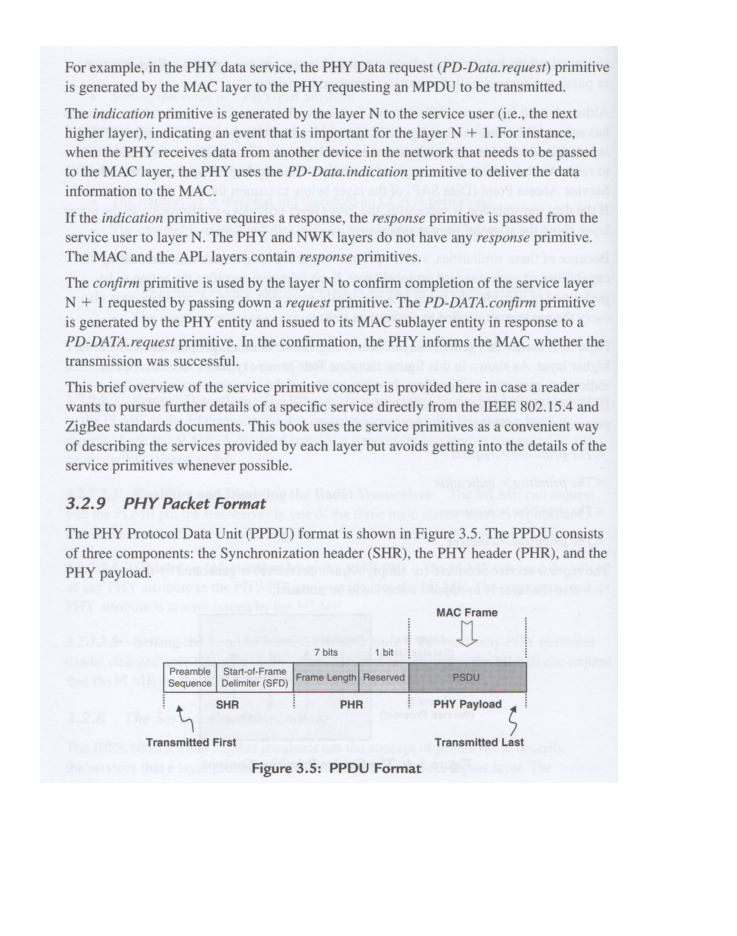 For example, in the PHY data service, the PHY Data request (PD-Data.request) primitive
is generated by the MAC layer to the PHY requesting an MPDU to be transmitted.
The indication primitive is generated by the layer N to the service user (i.e., the next
higher layer), indicating an event that is important for the layer N + 1. For instance,
when the PHY receives data from another device in the network that needs to be passed
to the MAC layer, the PHY uses the PD-Data.indication primitive to deliver the data
information to the MAC.
If the indication primitive requires a response, the response primitive is passed from the
service user to layer N. The PHY and NWK layers do not have any response primitive.
The MAC and the APL layers contain response primitives.
The confirm primitive is used by the layer N to confirm completion of the service layer
N + 1 requested by passing down a request primitive. The PD-DATA.confirm primitive
is generated by the PHY entity and issued to its MAC sublayer entity in response to a
PD-DATA.request primitive. In the confirmation, the PHY informs the MAC whether the
transmission was successful.
This brief overview of the service primitive concept is provided here in case a reader
wants to pursue further details of a specific service directly from the IEEE 802.15.4 and
ZigBee standards documents. This book uses the service primitives as a convenient way
of describing the services provided by each layer but avoids getting into the details of the
service primitives whenever possible.
3.2.9 PHY Packet Format
The PHY Protocol Data Unit (PPDU) format is shown in Figure 3.5. The PPDU consists
of three components: the Synchronization header (SHR), the PHY header (PHR), and the
PHY payload.
MAC Frame
7 bits 1 bit
Preamble Sequence Start-of-Frame Delimiter (SFD) Frame Length Reserved PSDU
SHR PHR PHY Payload
Transmitted First Transmitted Last
Figure 3.5: PPDU Format